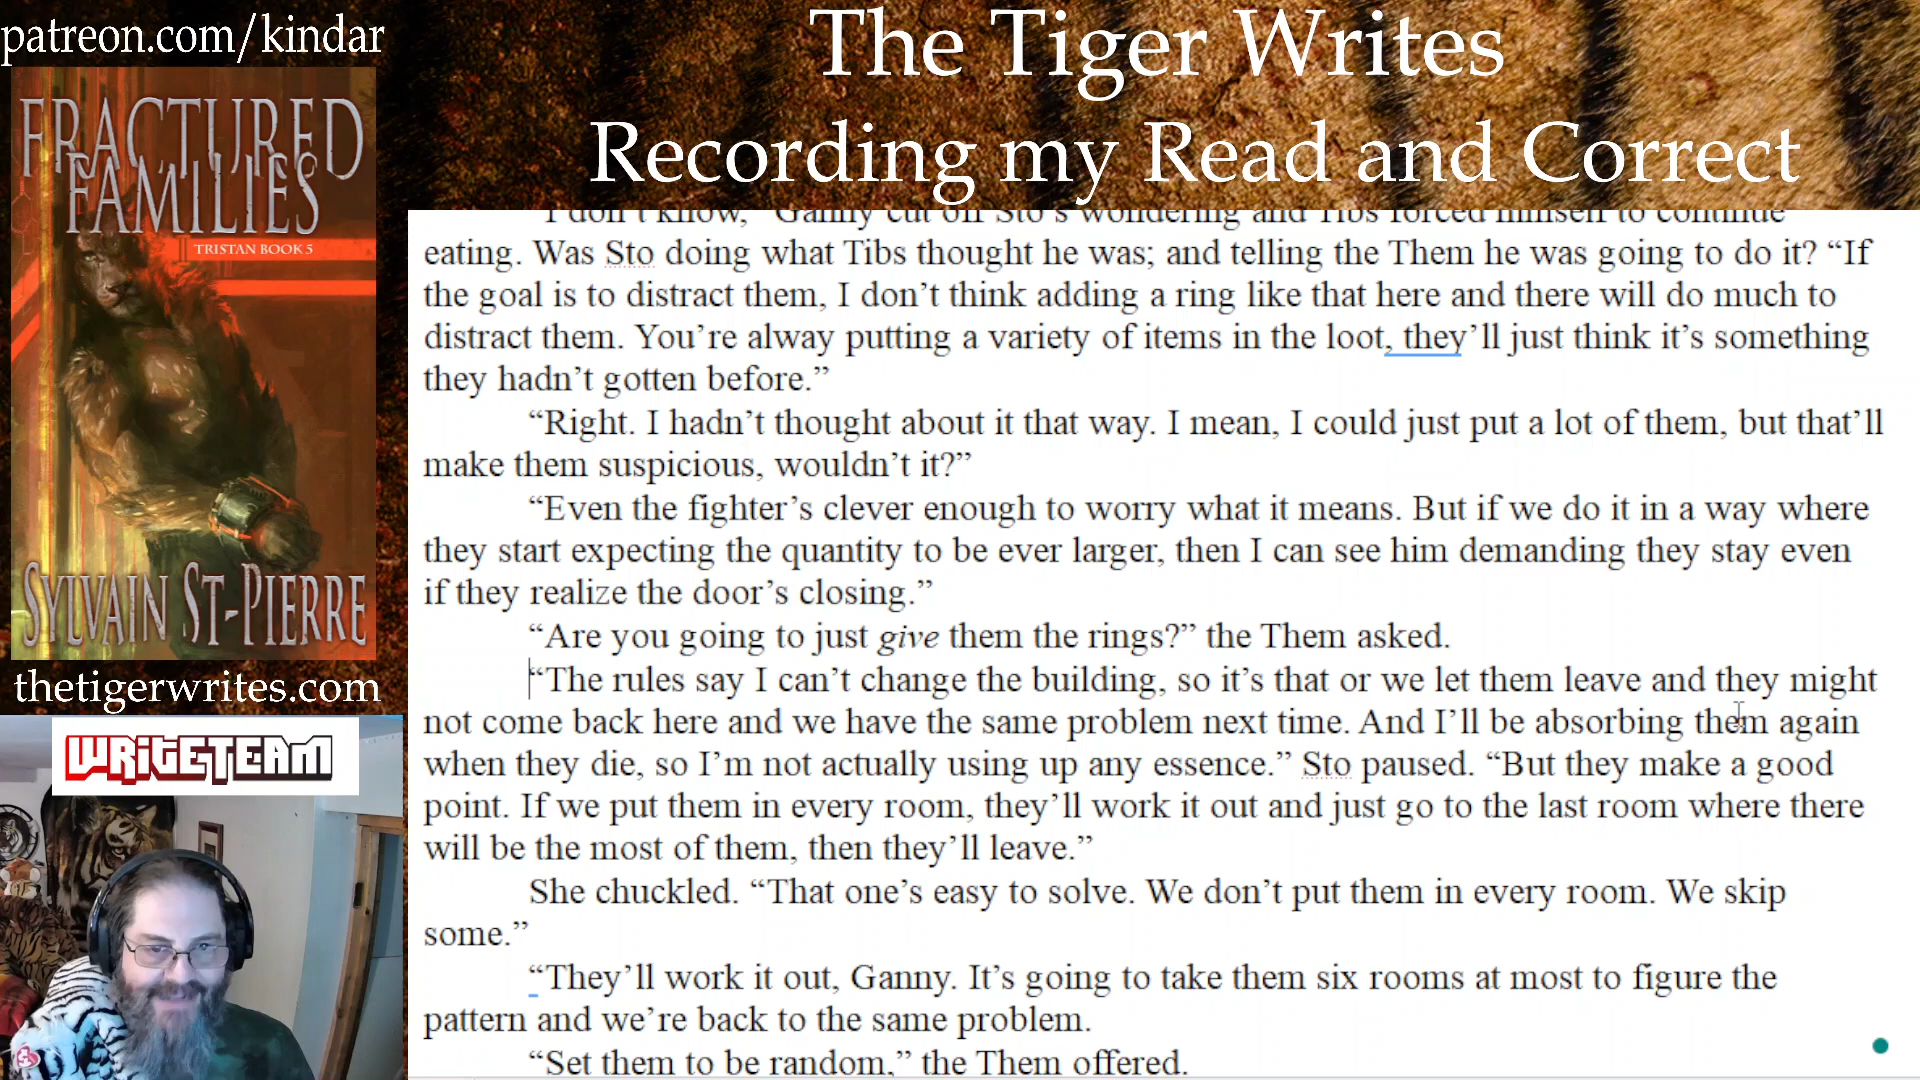 patreon.com/kindar
The Tiger Writes
Recording my Read and Correct
FRACTURED
FAMILIES
TRISTAN BOOK 5
SYLVAIN ST-PIERRE
thetigerwrites.com
WRITETEAM
I don’t know,” Ganny cut off Sto’s wondering and Tibs forced himself to continue
eating. Was Sto doing what Tibs thought he was; and telling the Them he was going to do it? “If
the goal is to distract them, I don’t think adding a ring like that here and there will do much to
distract them. You’re alway putting a variety of items in the loot, they’ll just think it’s something
they hadn’t gotten before.”
“Right. I hadn’t thought about it that way. I mean, I could just put a lot of them, but that’ll
make them suspicious, wouldn’t it?”
“Even the fighter’s clever enough to worry what it means. But if we do it in a way where
they start expecting the quantity to be ever larger, then I can see him demanding they stay even
if they realize the door’s closing.”
“Are you going to just give them the rings?” the Them asked.
“The rules say I can’t change the building, so it’s that or we let them leave and they might
not come back here and we have the same problem next time. And I’ll be absorbing them again
when they die, so I’m not actually using up any essence.” Sto paused. “But they make a good
point. If we put them in every room, they’ll work it out and just go to the last room where there
will be the most of them, then they’ll leave.”
She chuckled. “That one’s easy to solve. We don’t put them in every room. We skip
some.”
“They’ll work it out, Ganny. It’s going to take them six rooms at most to figure the
pattern and we’re back to the same problem.
“Set them to be random,” the Them offered.